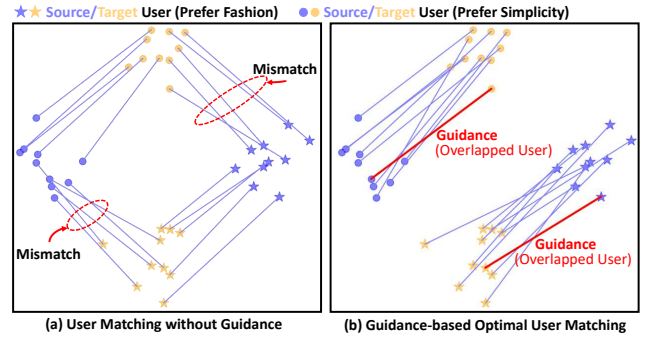 Source/Target User (Prefer Fashion) Source/Target User (Prefer Simplicity)
Mismatch
Mismatch
Guidance
(Overlapped User)
Guidance
(Overlapped User)
(a) User Matching without Guidance (b) Guidance-based Optimal User Matching